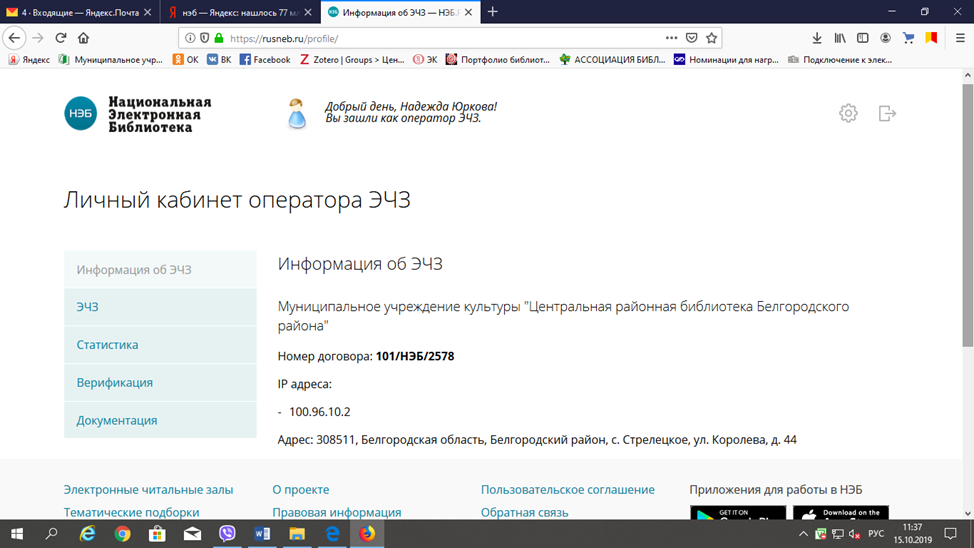 4 · Входящие — Яндекс.Почта
нэб — Яндекс: нашлось 77 мл
Информация об ЭЧЗ — НЭБ.
https://rusneb.ru/profile/
Яндекс
Муниципальное учр...
ОК
ВК
Facebook
Zotero | Groups > Цен...
ЭК
Портфолио библиот...
АССОЦИАЦИЯ БИБЛ...
Номинации для нагр...
Подключение к элек...
НЭБ
Национальная
Электронная
Библиотека
Добрый день, Надежда Юркова!
Вы зашли как оператор ЭЧЗ.
Личный кабинет оператора ЭЧЗ
Информация об ЭЧЗ
ЭЧЗ
Статистика
Верификация
Документация
Информация об ЭЧЗ
Муниципальное учреждение культуры "Центральная районная библиотека Белгородского
района"
Номер договора: 101/НЭБ/2578
IP адреса:
- 100.96.10.2
Адрес: 308511, Белгородская область, Белгородский район, с. Стрелецкое, ул. Королева, д. 44
Электронные читальные залы
О проекте
Пользовательское соглашение
Приложения для работы в НЭБ
Тематические подборки
Правовая информация
Обратная связь
GET IT ON
Download on the
РУС
11:37
15.10.2019